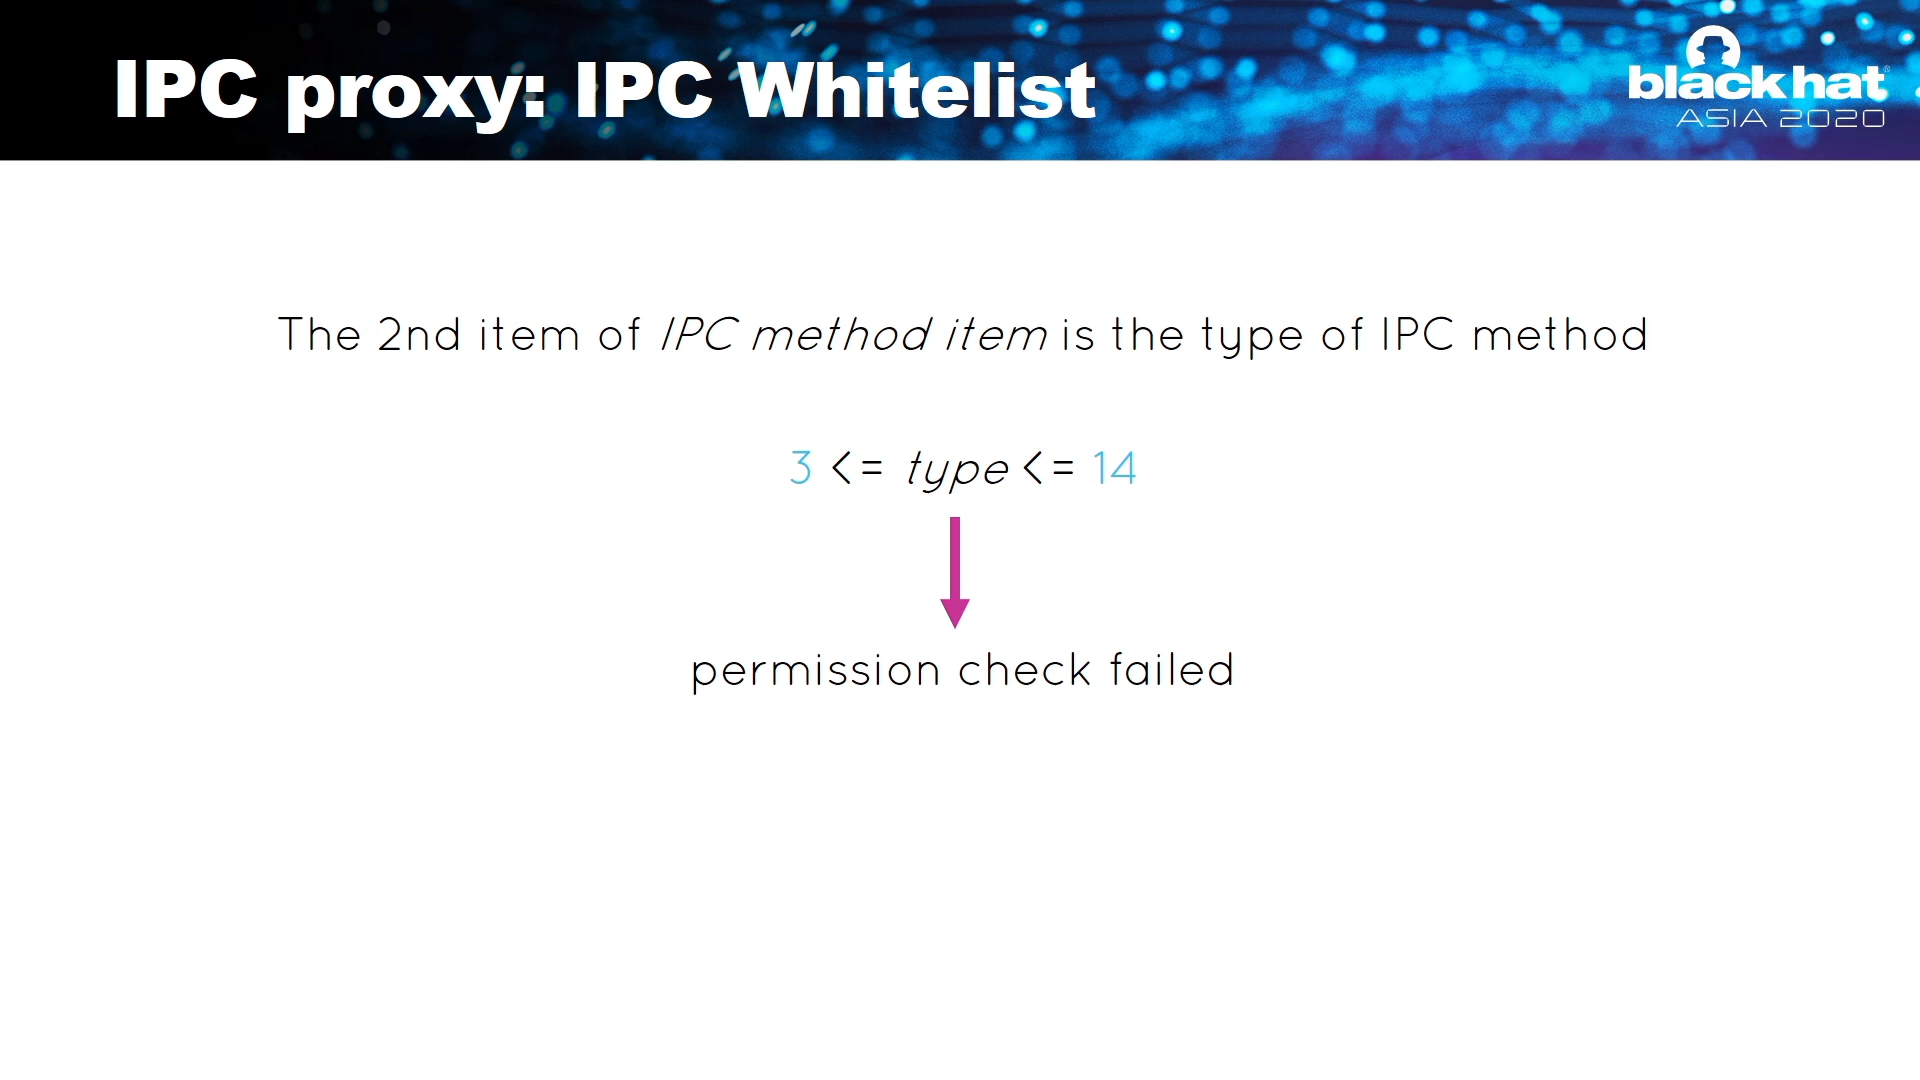 IPC proxy: IPC Whitelist
black hat®
ASIA 2020
The 2nd item of IPC method item is the type of IPC method
3 <= type <= 14
permission check failed